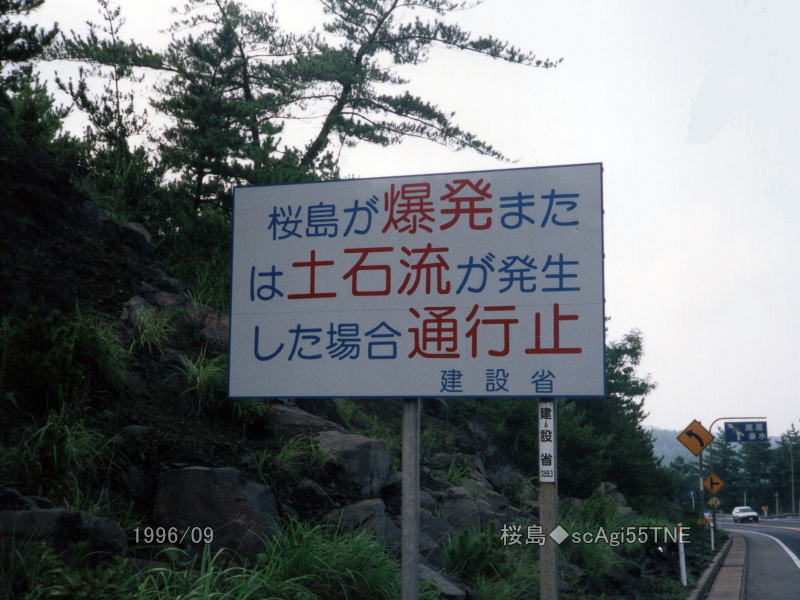 桜島が爆発また
は土石流が発生
した場合通行止
建設省
建設省
1996/09
桜島◆scAgi55TNE